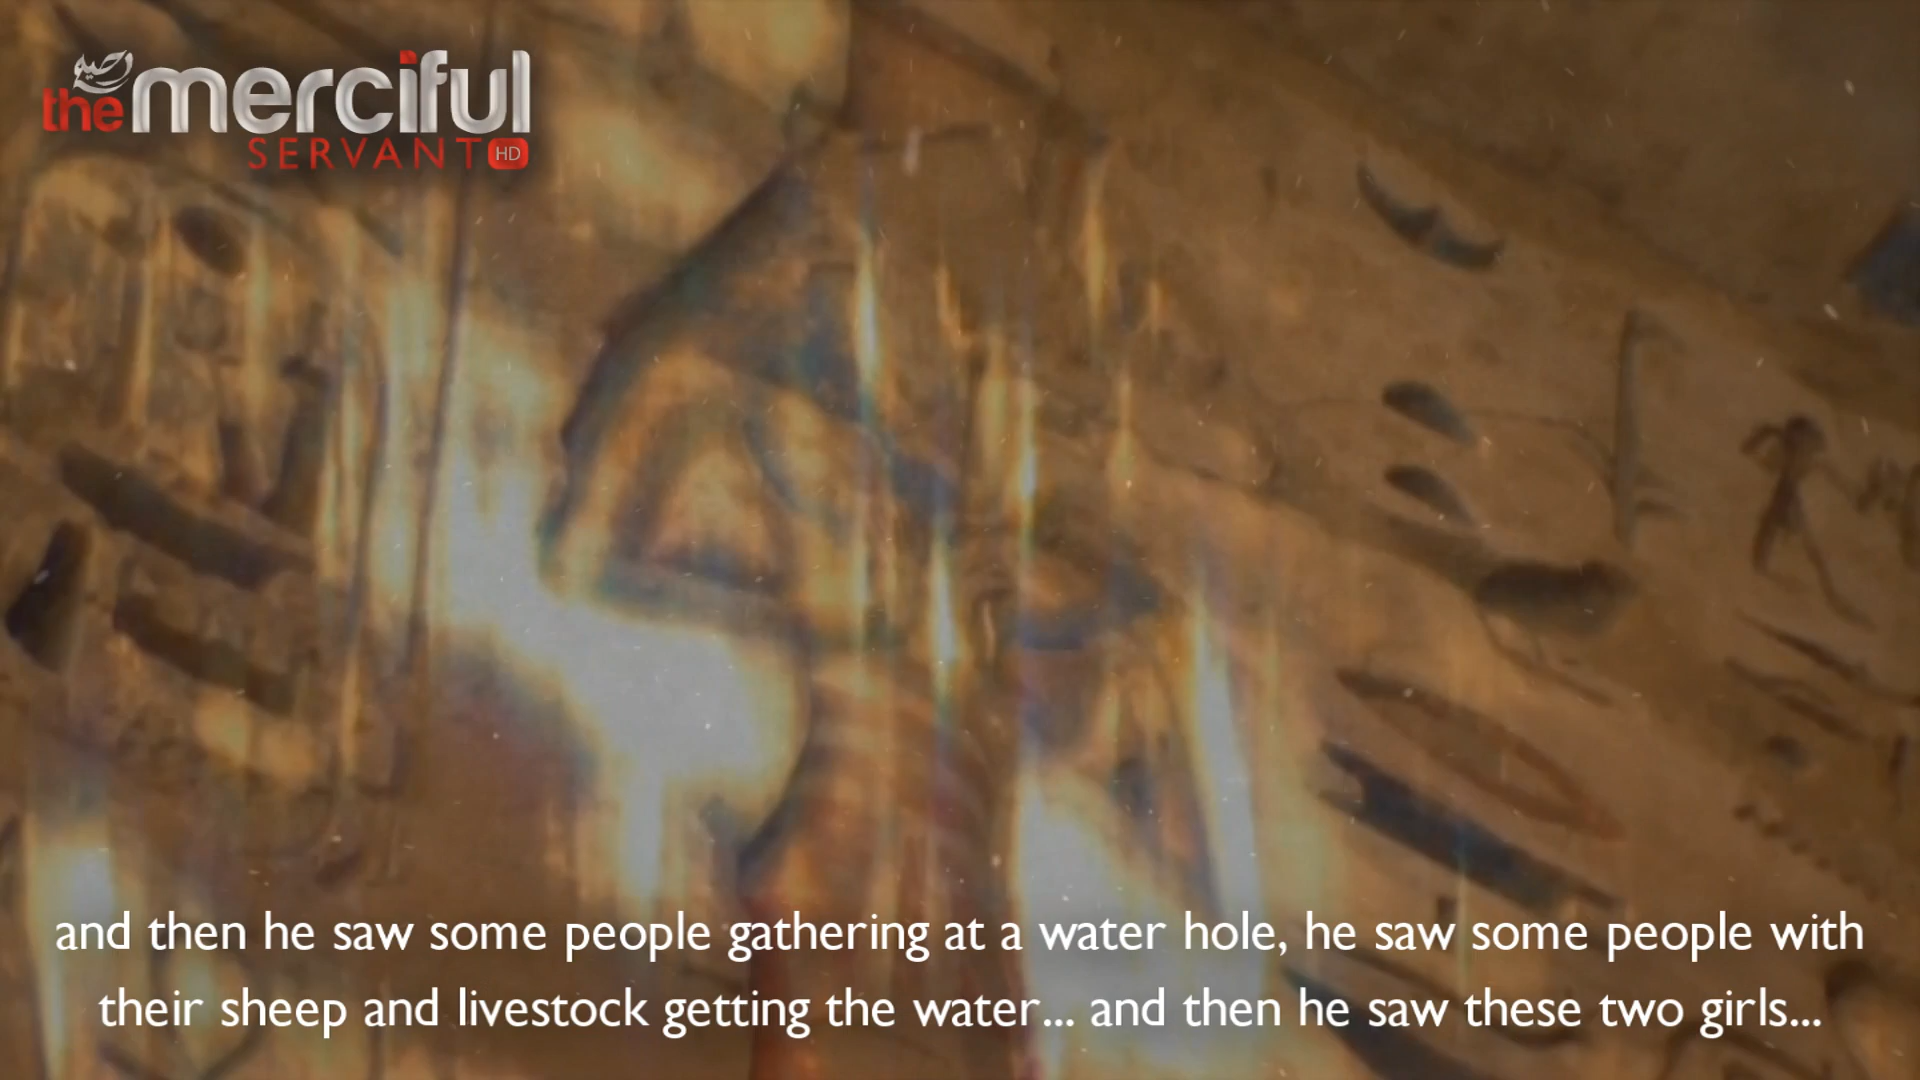 رحيم
the merciful
SERVANT HD
and then he saw some people gathering at a water hole, he saw some people with
their sheep and livestock getting the water... and then he saw these two girls...